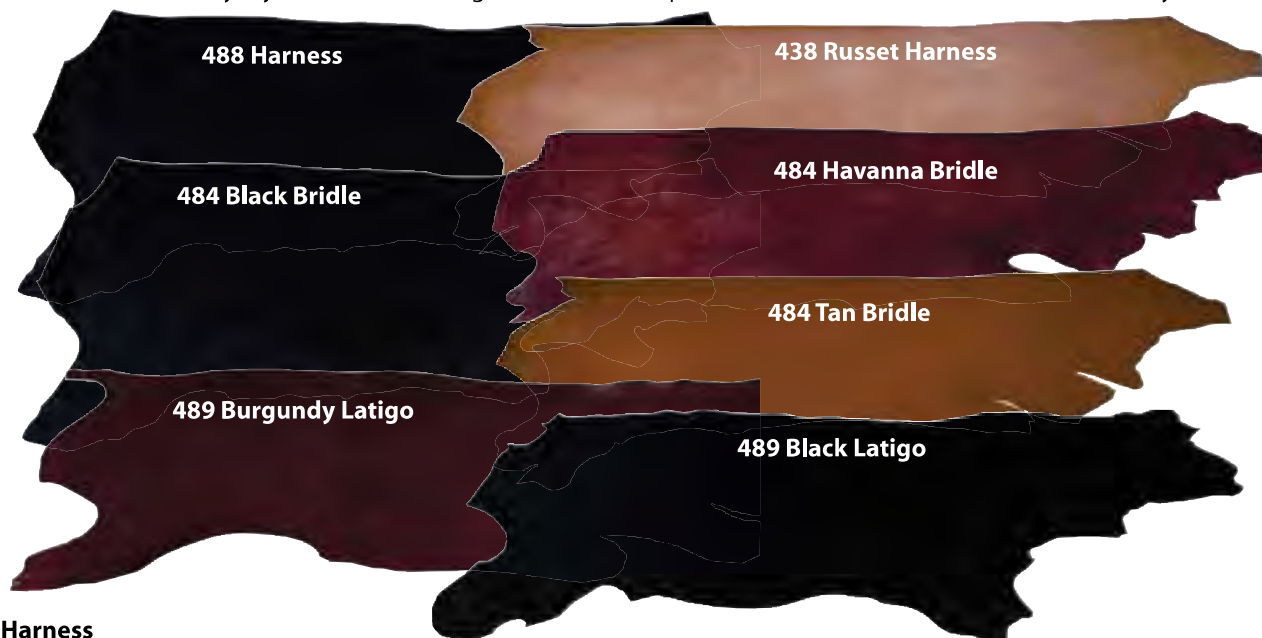 488 Harness
438 Russet Harness
484 Black Bridle
484 Havanna Bridle
484 Tan Bridle
489 Burgundy Latigo
489 Black Latigo
Harness